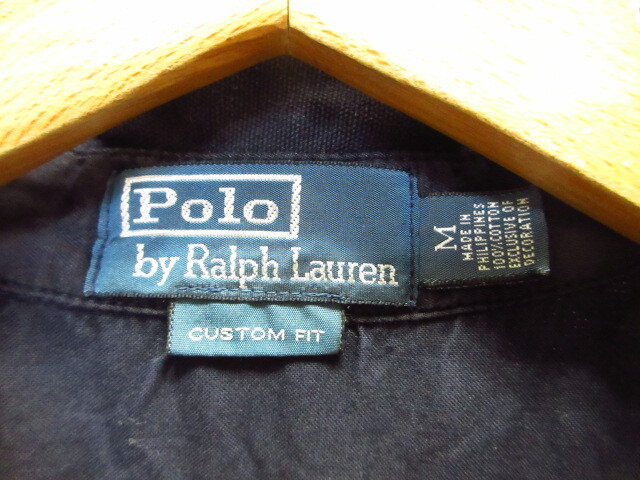 Polo
by Ralph Lauren
CUSTOM FIT
M
MADE IN
PHILIPPINES
100%COTTON
EXCLUSIVE OF
DECORATION